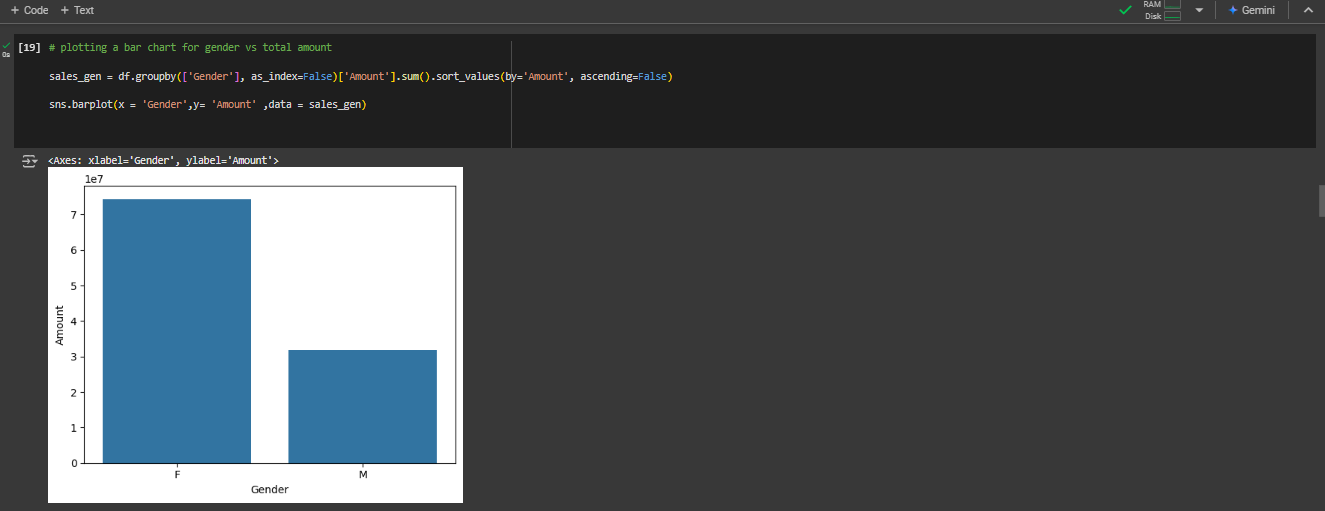 + Code + Text
RAM
Disk
Gemini
0s
[19] # plotting a bar chart for gender vs total amount
sales_gen = df.groupby(['Gender'], as_index=False)['Amount'].sum().sort_values(by='Amount', ascending=False)
sns.barplot(x = 'Gender',y= 'Amount' ,data = sales_gen)
<Axes: xlabel='Gender', ylabel='Amount'>
1e7
7
6
5
4
3
2
1
0
Amount
F M
Gender